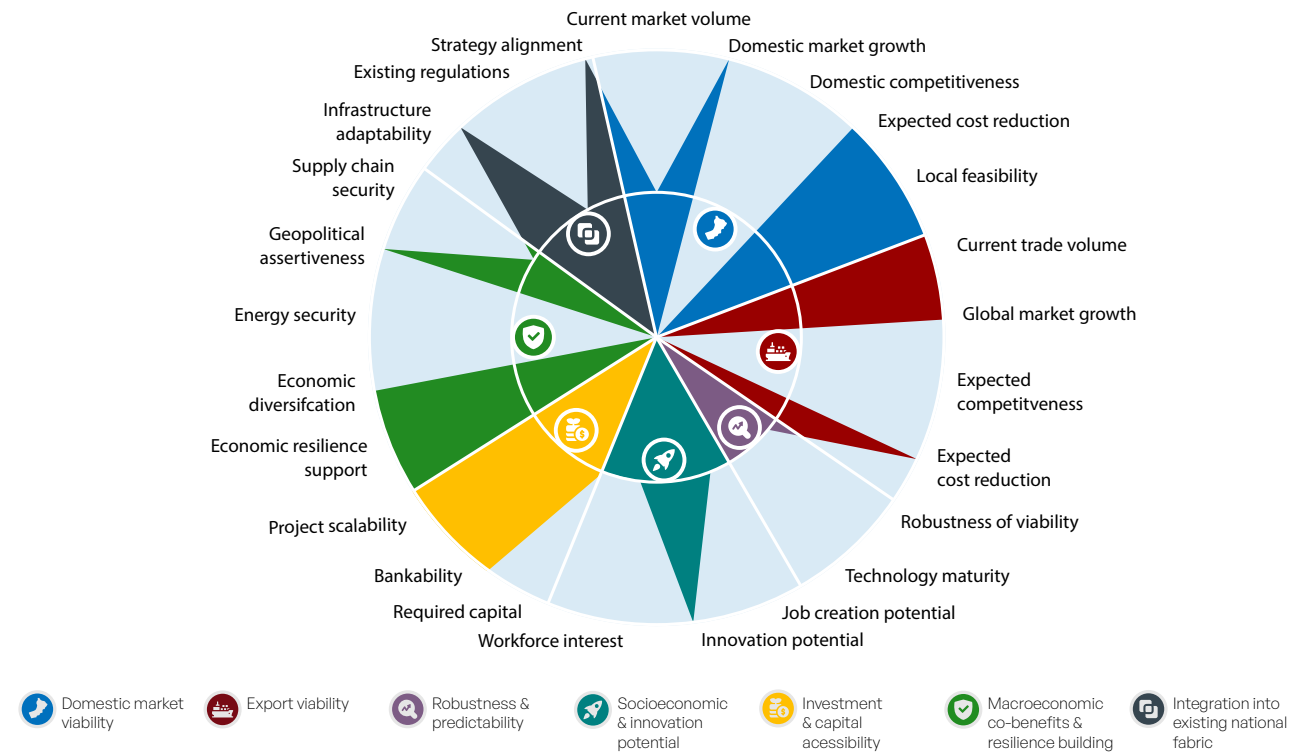 Current market volume
Domestic market growth
Domestic competitiveness
Expected cost reduction
Local feasibility
Current trade volume
Global market growth
Expected
competitveness
Expected
cost reduction
Robustness of viability
Technology maturity
Job creation potential
Innovation potential
Workforce interest
Required capital
Bankability
Project scalability
Economic resilience
support
Economic
diversifcation
Energy security
Geopolitical
assertiveness
Supply chain
security
Infrastructure
adaptability
Existing regulations
Strategy alignment
Domestic market
viability
Export viability
Robustness &
predictability
Socioeconomic
& innovation
potential
Investment
& capital
acessibility
Macroeconomic
co-benefits &
resilience building
Integration into
existing national
fabric